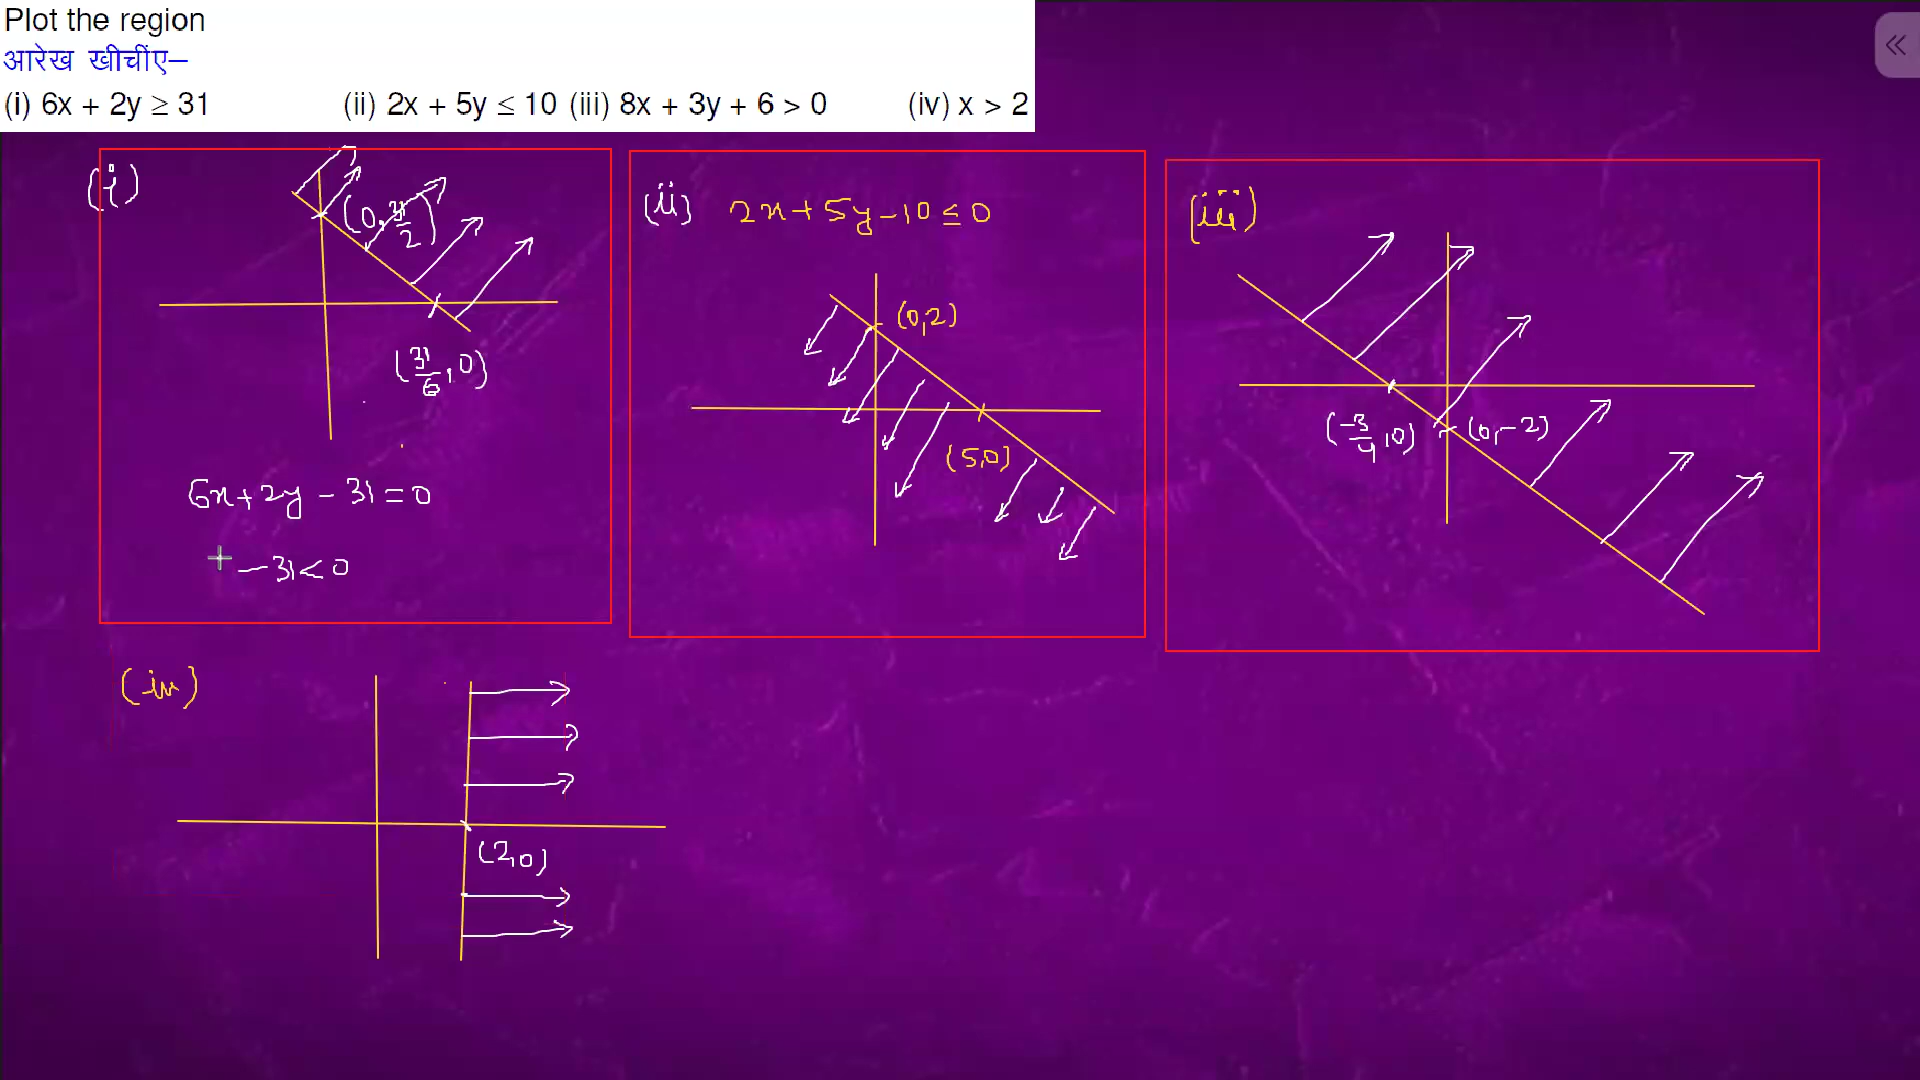 Plot the region
आरेख खीचींए–
(i) 6x + 2y ≥ 31 (ii) 2x + 5y ≤ 10 (iii) 8x + 3y + 6 > 0 (iv) x > 2
(i)
(0, 31/2)
(31/6, 0)
6x+2y - 31 = 0
-31 < 0
(ii) 2x + 5y - 10 ≤ 0
(0,2)
(5,0)
(iii)
(-3/4, 0) (0, -2)
(iv)
(2,0)